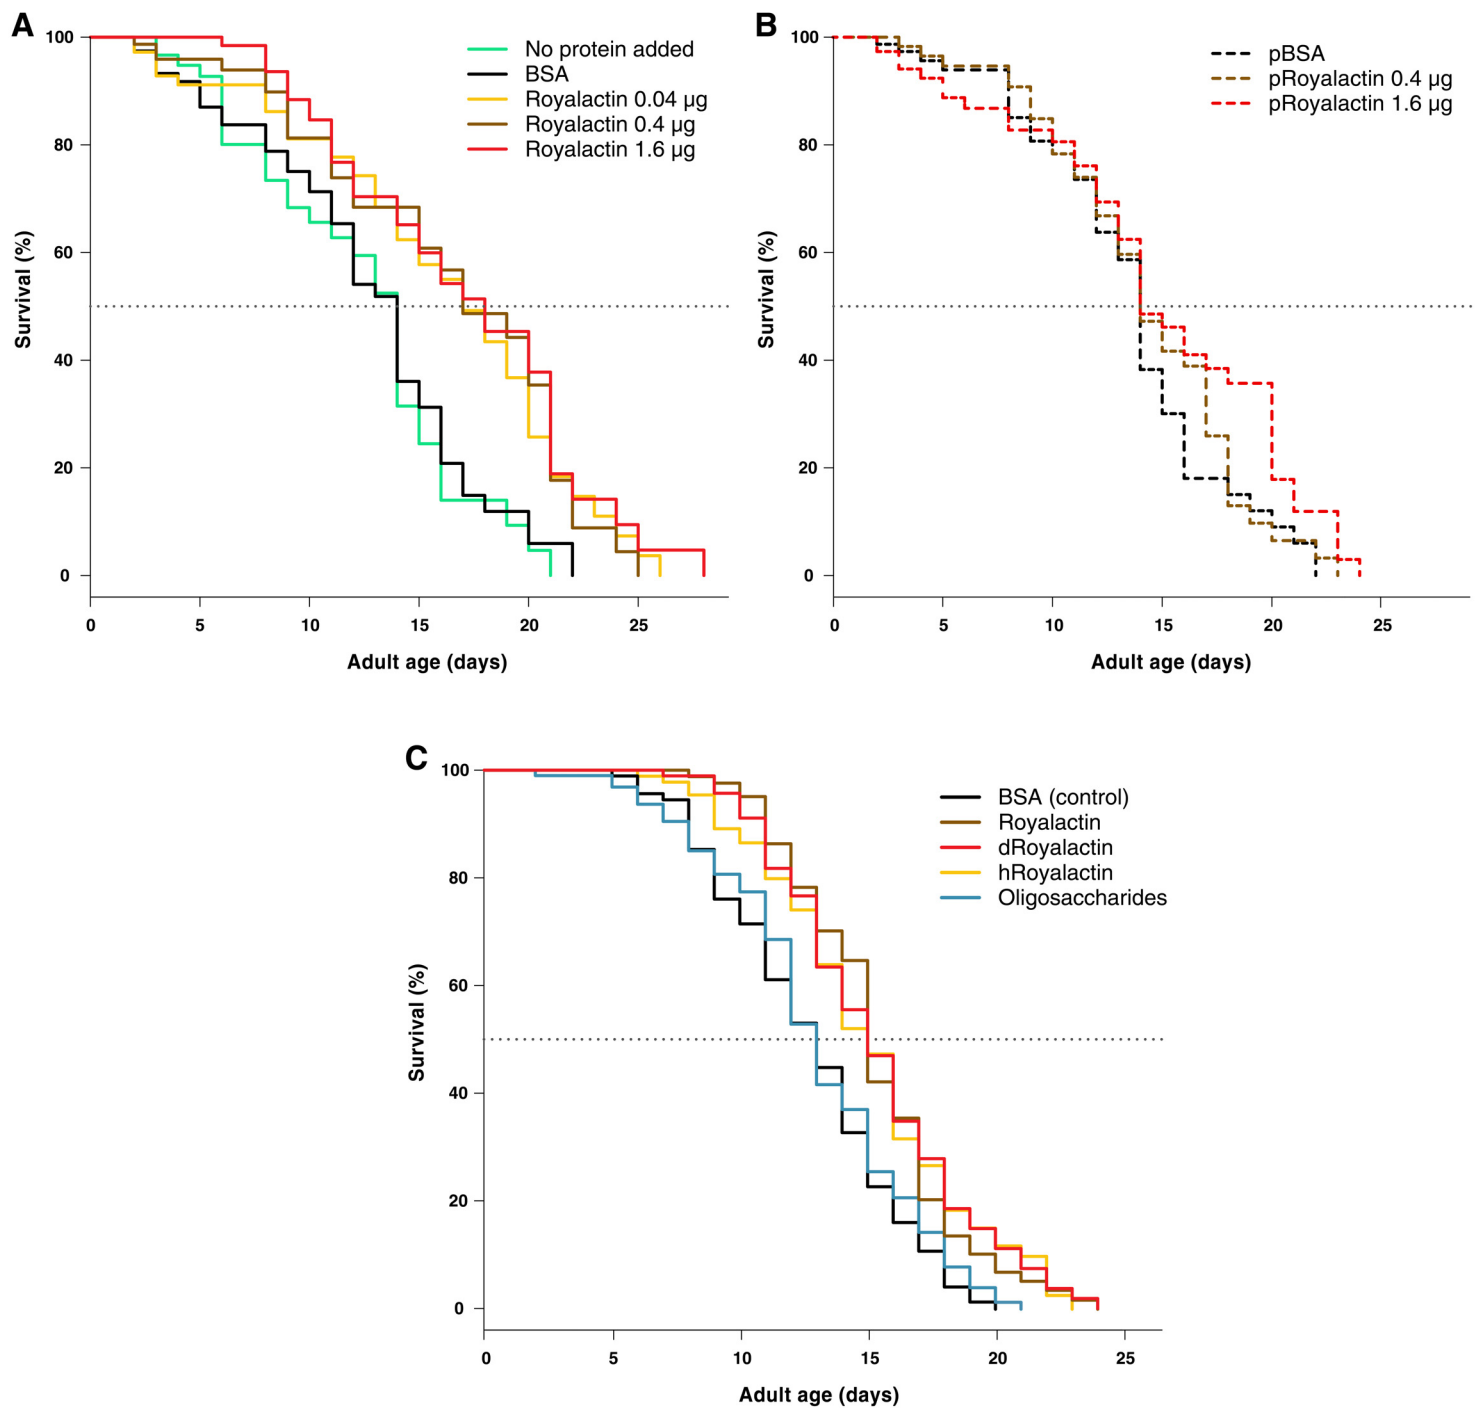 A
100
80
60
40
20
0
Survival (%)
0 5 10 15 20 25
Adult age (days)
No protein added
BSA
Royalactin 0.04 µg
Royalactin 0.4 µg
Royalactin 1.6 µg
B
100
80
60
40
20
0
Survival (%)
0 5 10 15 20 25
Adult age (days)
pBSA
pRoyalactin 0.4 µg
pRoyalactin 1.6 µg
C
100
80
60
40
20
0
Survival (%)
0 5 10 15 20 25
Adult age (days)
BSA (control)
Royalactin
dRoyalactin
hRoyalactin
Oligosaccharides